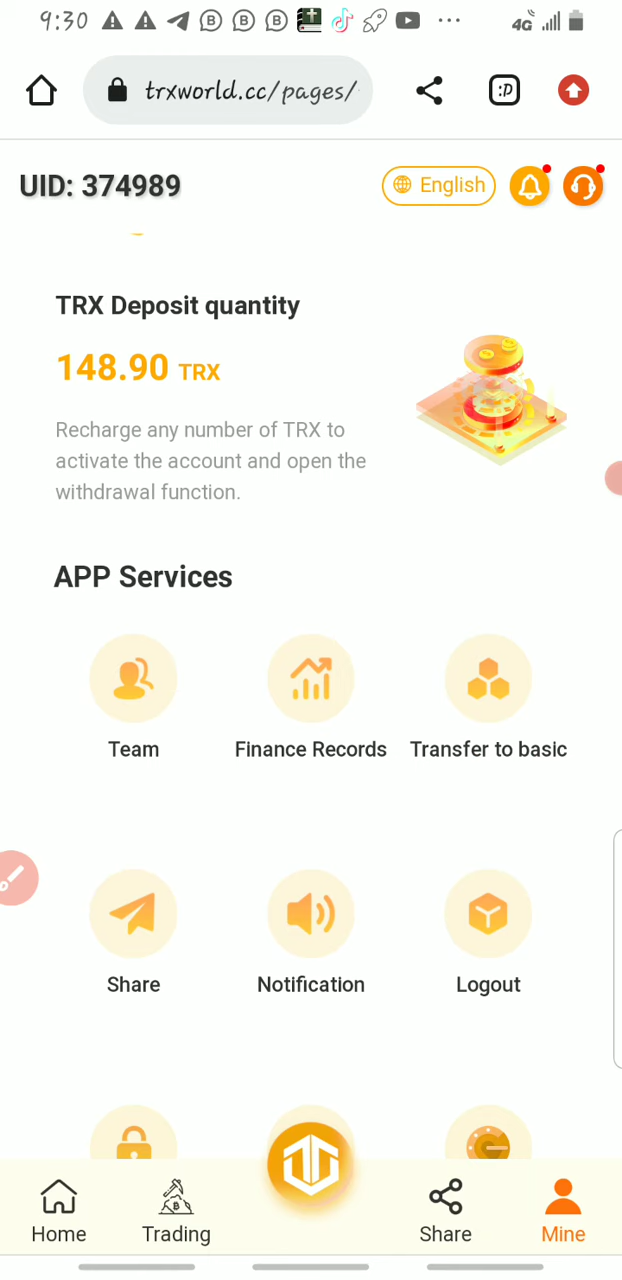 9:30
4G
trxworld.cc/pages/
:D
UID: 374989
English
TRX Deposit quantity
148.90 TRX
Recharge any number of TRX to
activate the account and open the
withdrawal function.
APP Services
Team
Finance Records
Transfer to basic
Share
Notification
Logout
Home
Trading
Share
Mine